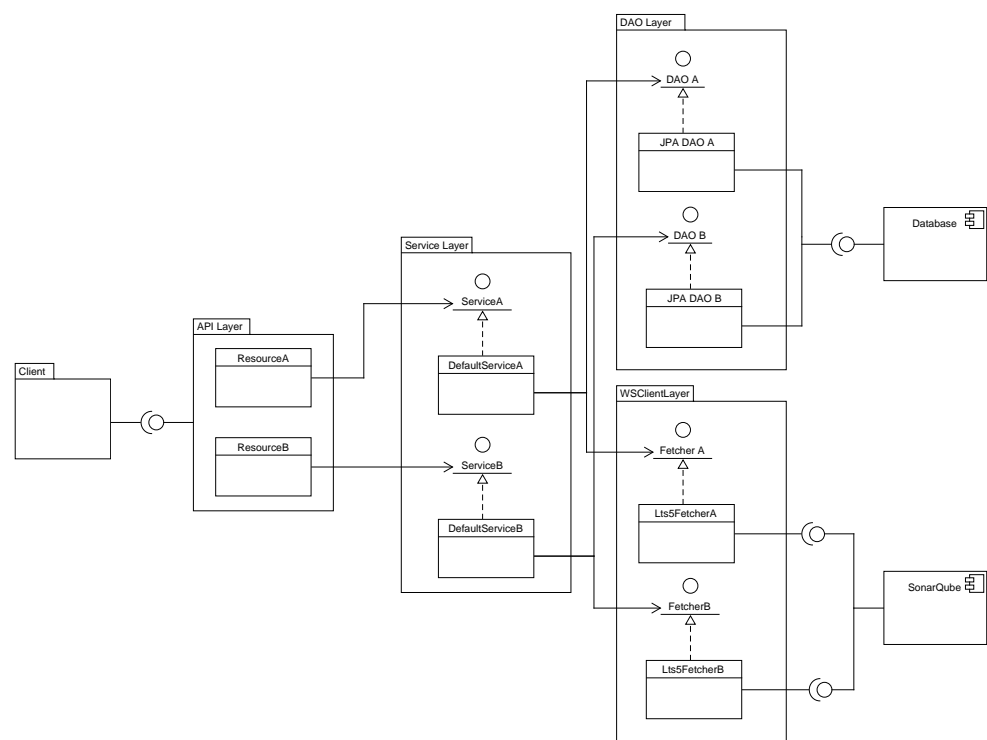 DAO Layer
DAO A
JPA DAO A
DAO B
JPA DAO B
Database
Service Layer
ServiceA
DefaultServiceA
ServiceB
DefaultServiceB
API Layer
ResourceA
ResourceB
Client
WSClientLayer
Fetcher A
Lts5FetcherA
FetcherB
Lts5FetcherB
SonarQube